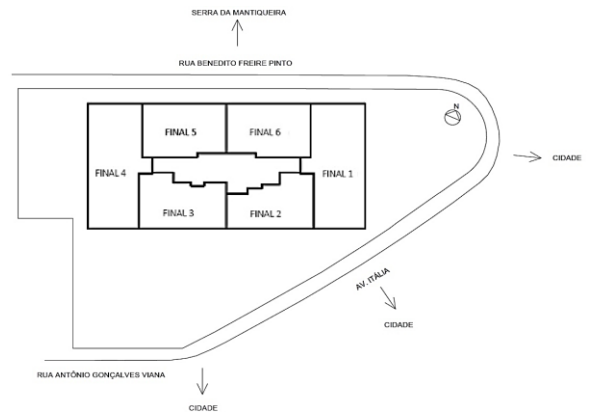 SERRA DA MANTIQUEIRA
RUA BENEDITO FREIRE PINTO
N
FINAL 5
FINAL 6
CIDADE
FINAL 4
FINAL 1
FINAL 3
FINAL 2
AV. ITÁLIA
CIDADE
RUA ANTÔNIO GONÇALVES VIANA
CIDADE